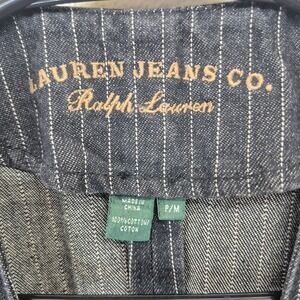 LAUREN JEANS CO.
Ralph Lauren
MADE IN
CHINA
100% COTTON/
COTON
P/M